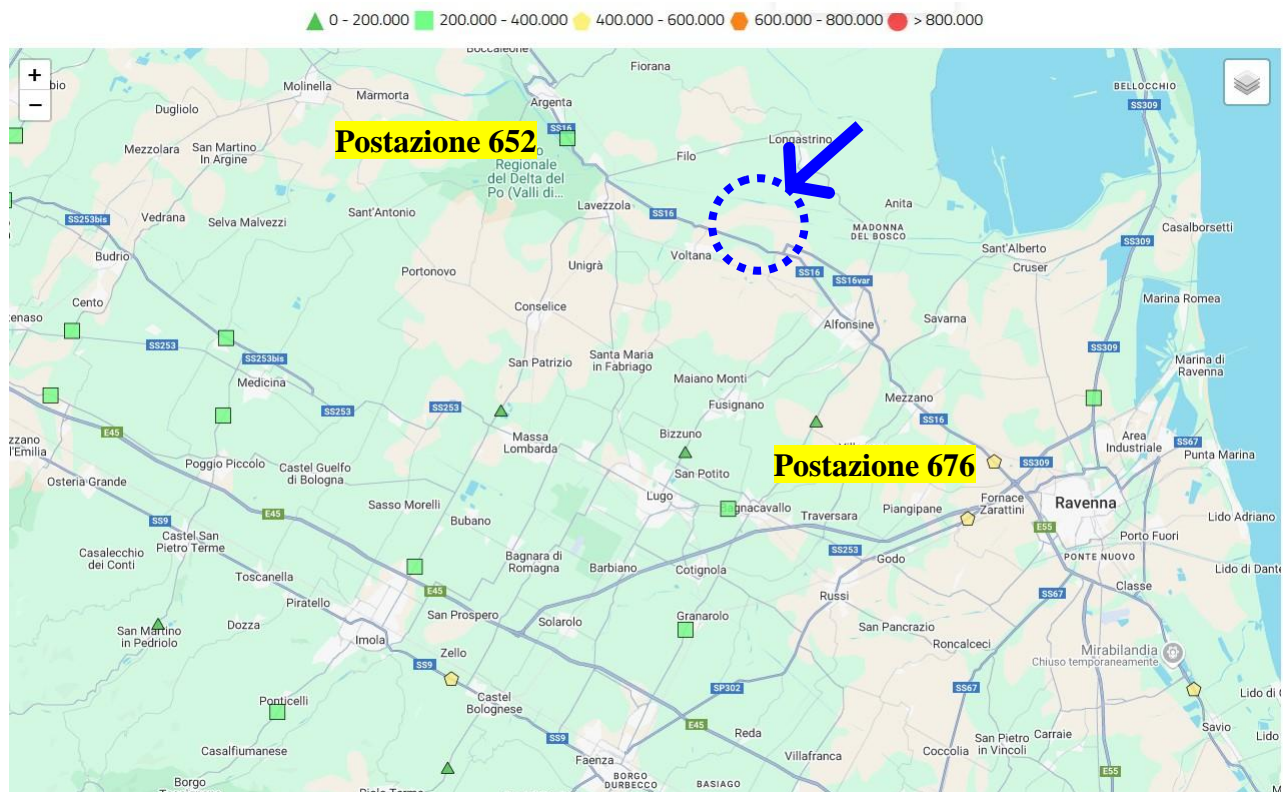 0 - 200.000 200.000 - 400.000 400.000 - 600.000 600.000 - 800.000 > 800.000
+
−
Boccaleone
Fiorana
Molinella
Marmorta
BELLOCCHIO
SS309
Argenta
Dugliolo
SS16
Postazione 652
Longastrino
Mezzolara
San Martino
In Argine
Filo
Regionale
del Delta del
Po (Valli di...
Lavezzola
Anita
SS253bis
Vedrana
Selva Malvezzi
Sant'Antonio
SS16
MADONNA
DEL BOSCO
Casalborsetti
SS309
Sant'Alberto
Cruser
Budrio
Voltana
Unigrà
Portonovo
SS16
SS16var
Cento
Conselice
Marina Romea
Savarna
Alfonsine
SS253
SS309
SS253bis
San Patrizio
Santa Maria
in Fabriago
Marina di
Ravenna
Medicina
Maiano Monti
SS253
SS253
Fusignano
Mezzano
SS16
E45
Massa
Lombarda
Bizzuno
Area
Industriale
SS67
Punta Marina
Poggio Piccolo
Castel Guelfo
di Bologna
San Potito
Postazione 676
SS309
Osteria Grande
Sasso Morelli
Lugo
Fornace
Zarattini
Ravenna
SS9
E45
Bubano
Bagnacavallo
Traversara
Piangipane
Lido Adriano
E55
Castel San
Pietro Terme
Casalecchio
dei Conti
Porto Fuori
Bagnara di
Romagna
Barbiano
Cotignola
SS253
Godo
PONTE NUOVO
Lido di Dante
Toscanella
Classe
E45
Russi
SS67
Piratello
San Prospero
Solarolo
Granarolo
San Martino
in Pedriolo
Dozza
San Pancrazio
Imola
Roncalceci
Mirabilandia
Chiuso temporaneamente
Zello
SS9
SP302
SS67
Castel
Bolognese
Ponticelli
E45
Reda
Savio
Lido
San Pietro
in Vincoli
Carraie
SS9
Coccolia
Casalfiumanese
Villafranca
Faenza
E55
BORGO
DURBECCO
BASIAGO
Borgo